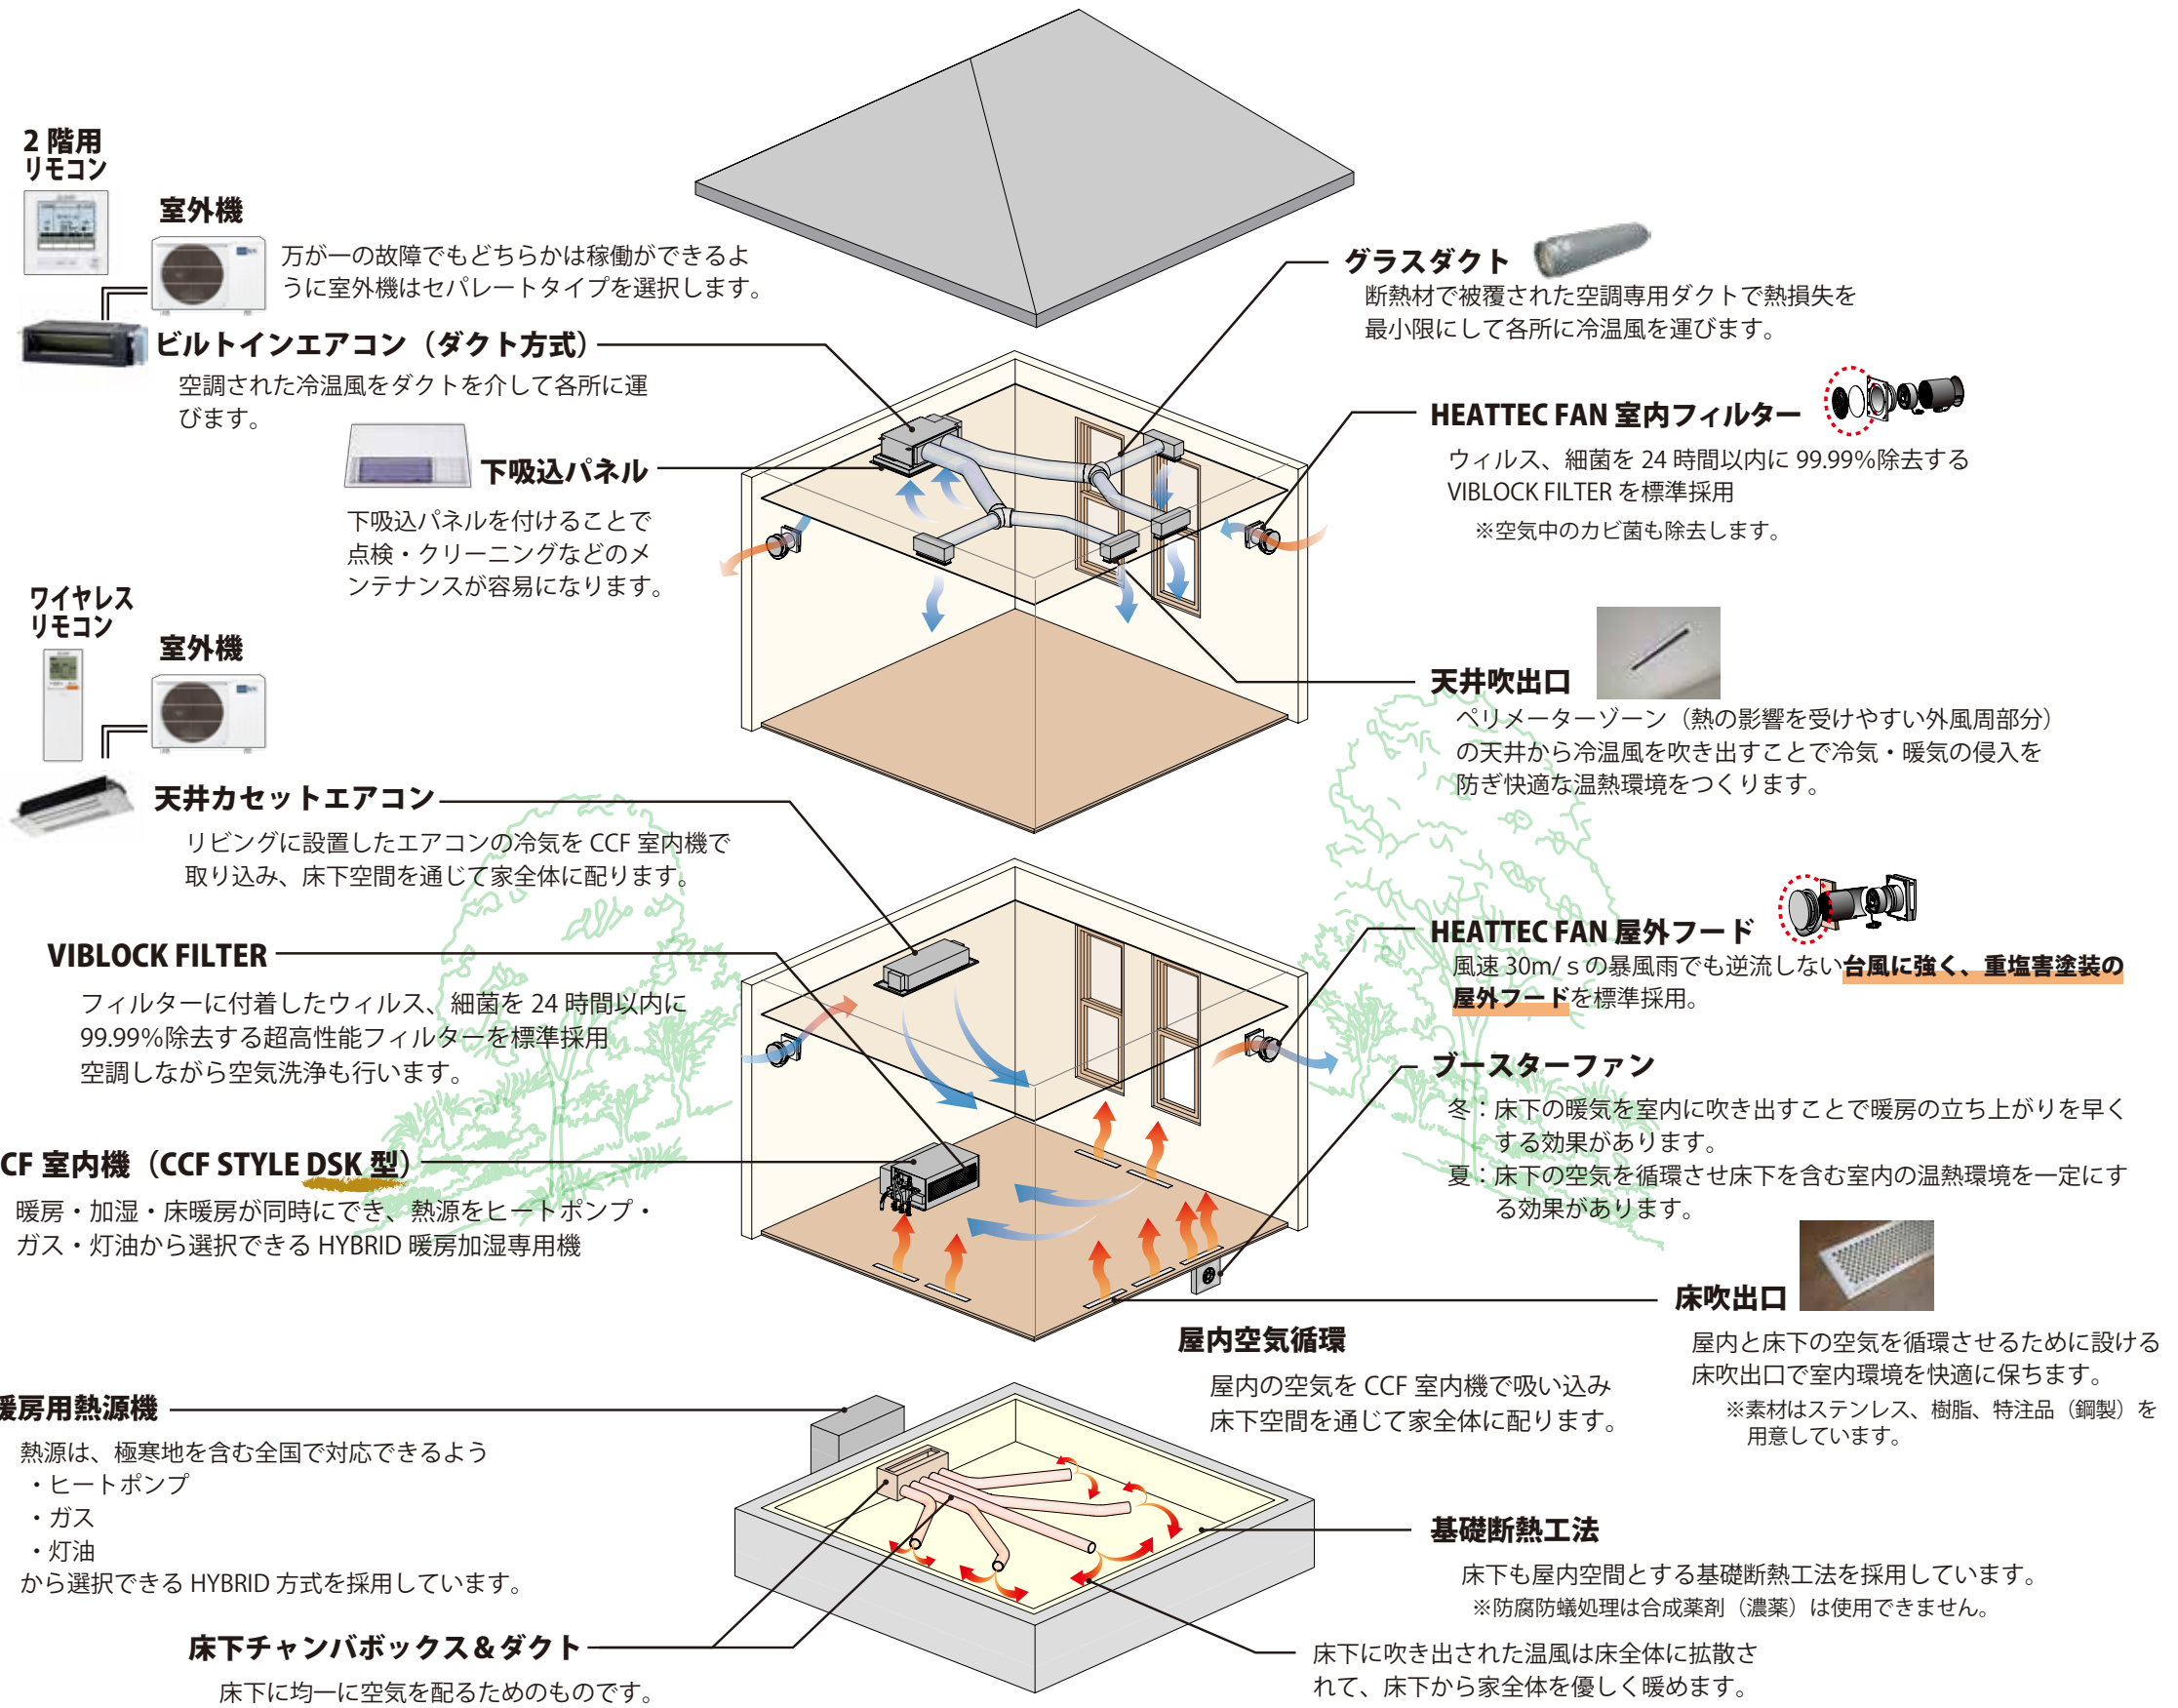 2 階用
リモコン
室外機
万が一の故障でもどちらかは稼働ができるよ
うに室外機はセパレートタイプを選択します。
ビルトインエアコン（ダクト方式）
空調された冷温風をダクトを介して各所に運
びます。
下吸込パネル
下吸込パネルを付けることで
点検・クリーニングなどのメ
ンテナンスが容易になります。
グラスダクト
断熱材で被覆された空調専用ダクトで熱損失を
最小限にして各所に冷温風を運びます。
HEATTEC FAN 室内フィルター
ウィルス、細菌を 24 時間以内に 99.99%除去する
VIBLOCK FILTER を標準採用
※空気中のカビ菌も除去します。
天井吹出口
ペリメーターゾーン（熱の影響を受けやすい外風周部分）
の天井から冷温風を吹き出すことで冷気・暖気の侵入を
防ぎ快適な温熱環境をつくります。
ワイヤレス
リモコン
室外機
天井カセットエアコン
リビングに設置したエアコンの冷気を CCF 室内機で
取り込み、床下空間を通じて家全体に配ります。
VIBLOCK FILTER
フィルターに付着したウィルス、細菌を 24 時間以内に
99.99%除去する超高性能フィルターを標準採用
空調しながら空気洗浄も行います。
CF 室内機（CCF STYLE DSK 型）
暖房・加湿・床暖房が同時にでき、熱源をヒートポンプ・
ガス・灯油から選択できる HYBRID 暖房加湿専用機
HEATTEC FAN 屋外フード
風速 30m/ｓの暴風雨でも逆流しない台風に強く、重塩害塗装の
屋外フードを標準採用。
ブースターファン
冬：床下の暖気を室内に吹き出すことで暖房の立ち上がりを早く
する効果があります。
夏：床下の空気を循環させ床下を含む室内の温熱環境を一定にす
る効果があります。
床吹出口
屋内と床下の空気を循環させるために設ける
床吹出口で室内環境を快適に保ちます。
※素材はステンレス、樹脂、特注品（鋼製）を
用意しています。
屋内空気循環
屋内の空気を CCF 室内機で吸い込み
床下空間を通じて家全体に配ります。
暖房用熱源機
熱源は、極寒地を含む全国で対応できるよう
・ヒートポンプ
・ガス
・灯油
から選択できる HYBRID 方式を採用しています。
床下チャンバボックス＆ダクト
床下に均一に空気を配るためのものです。
基礎断熱工法
床下も屋内空間とする基礎断熱工法を採用しています。
※防腐防蟻処理は合成薬剤（濃薬）は使用できません。
床下に吹き出された温風は床全体に拡散さ
れて、床下から家全体を優しく暖めます。